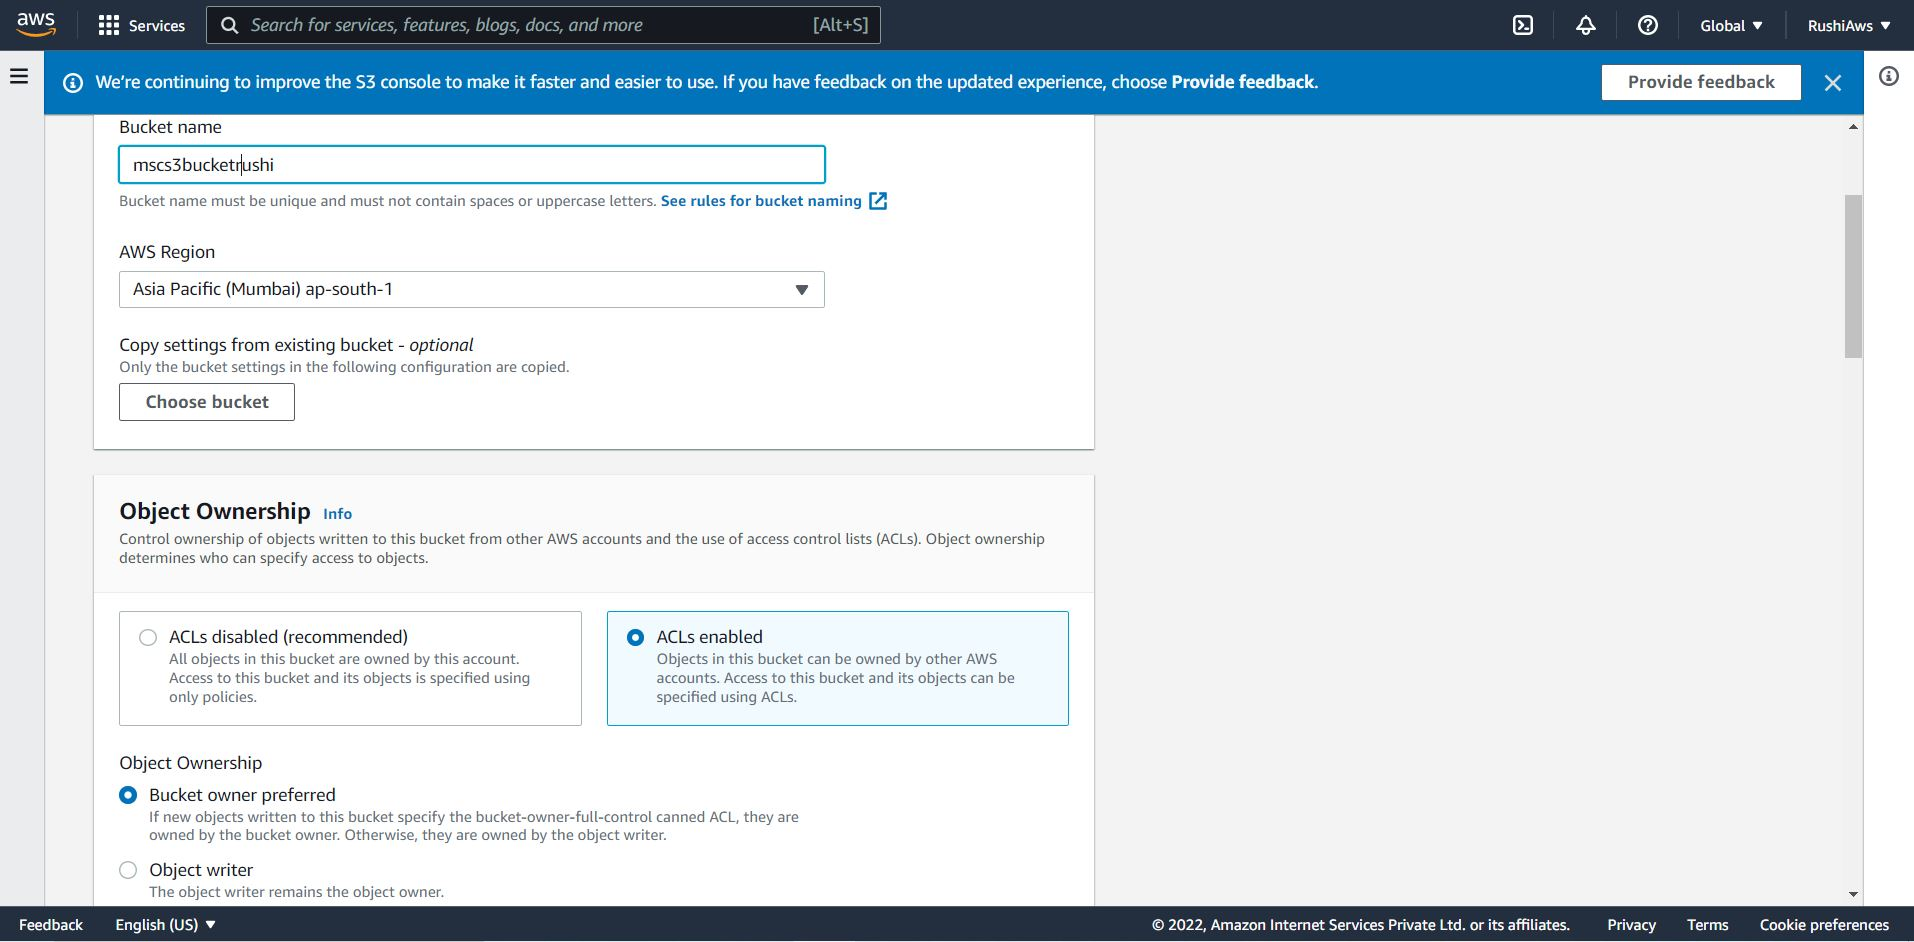 aws
Services
Search for services, features, blogs, docs, and more
[Alt+S]
Global
RushiAws
We're continuing to improve the S3 console to make it faster and easier to use. If you have feedback on the updated experience, choose Provide feedback.
Provide feedback
Bucket name
mscs3bucketrushi
Bucket name must be unique and must not contain spaces or uppercase letters. See rules for bucket naming
AWS Region
Asia Pacific (Mumbai) ap-south-1
Copy settings from existing bucket - optional
Only the bucket settings in the following configuration are copied.
Choose bucket
Object Ownership Info
Control ownership of objects written to this bucket from other AWS accounts and the use of access control lists (ACLs). Object ownership
determines who can specify access to objects.
ACLs disabled (recommended)
All objects in this bucket are owned by this account.
Access to this bucket and its objects is specified using
only policies.
ACLs enabled
Objects in this bucket can be owned by other AWS
accounts. Access to this bucket and its objects can be
specified using ACLs.
Object Ownership
Bucket owner preferred
If new objects written to this bucket specify the bucket-owner-full-control canned ACL, they are
owned by the bucket owner. Otherwise, they are owned by the object writer.
Object writer
The object writer remains the object owner.
Feedback
English (US)
© 2022, Amazon Internet Services Private Ltd. or its affiliates.
Privacy
Terms
Cookie preferences